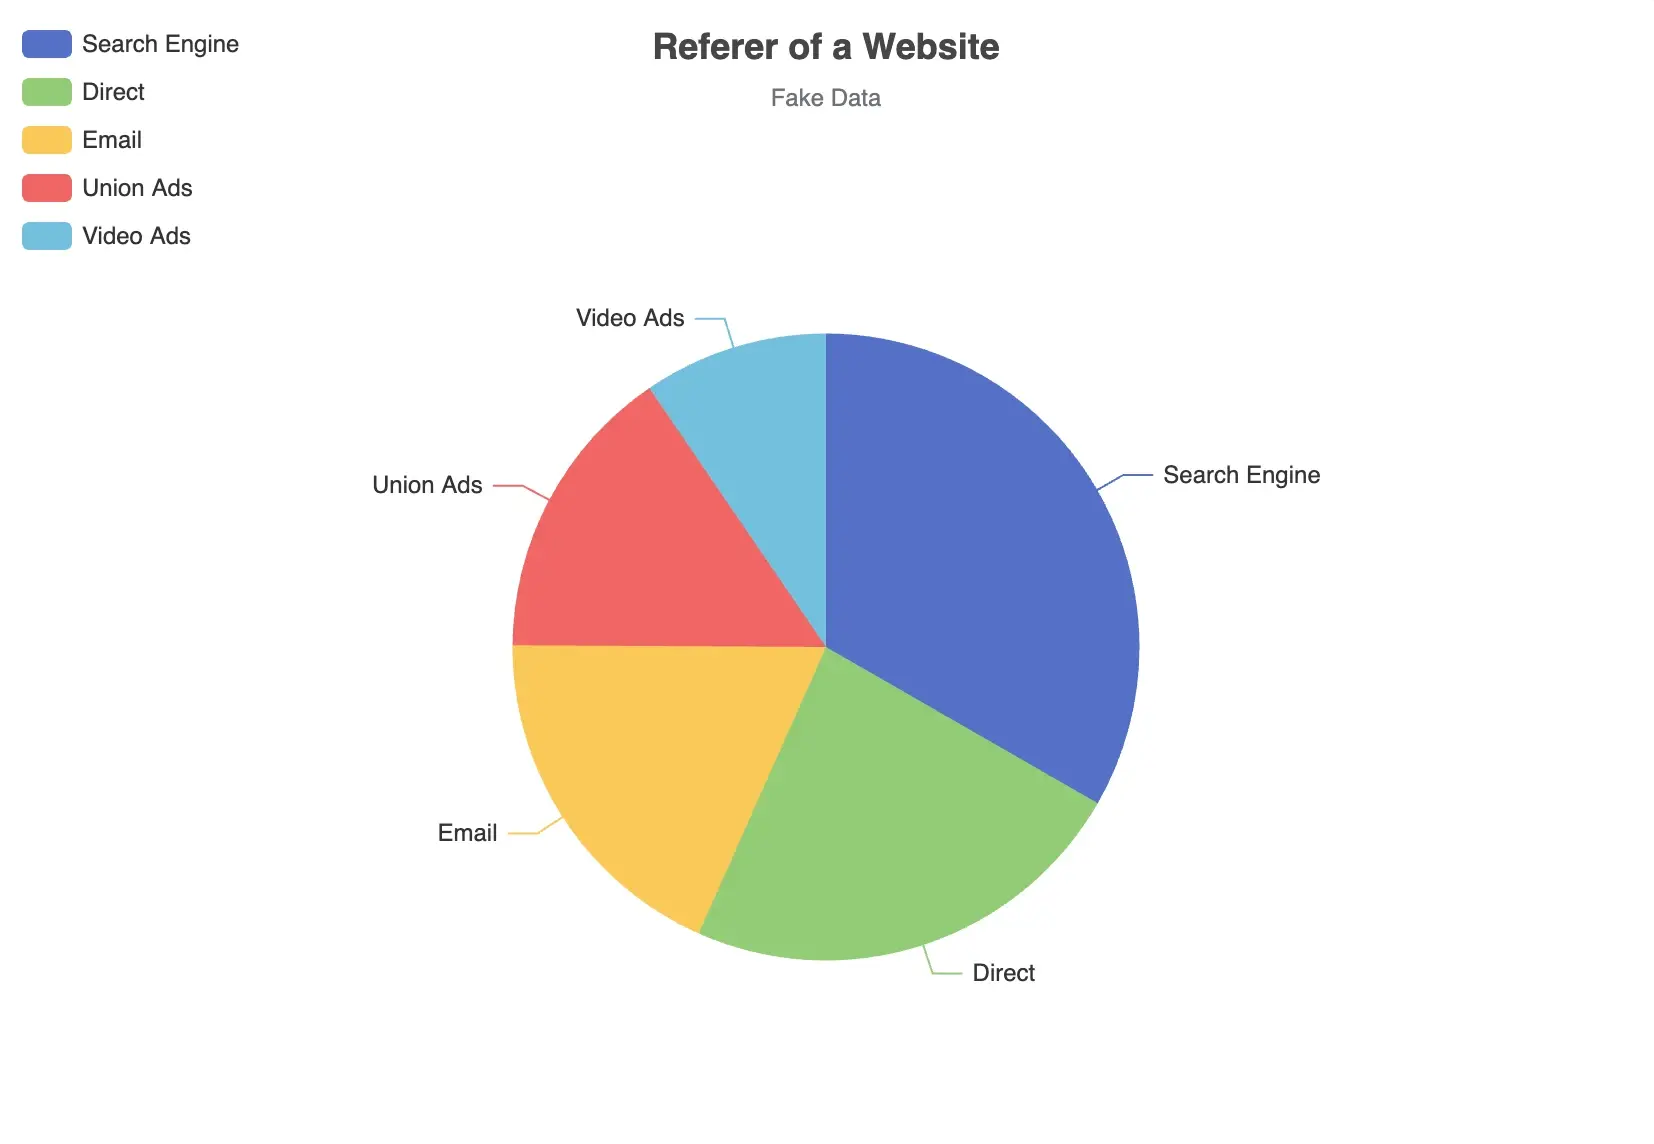 Referer of a Website
Fake Data
Search Engine
Direct
Email
Union Ads
Video Ads
Video Ads
Union Ads
Search Engine
Email
Direct